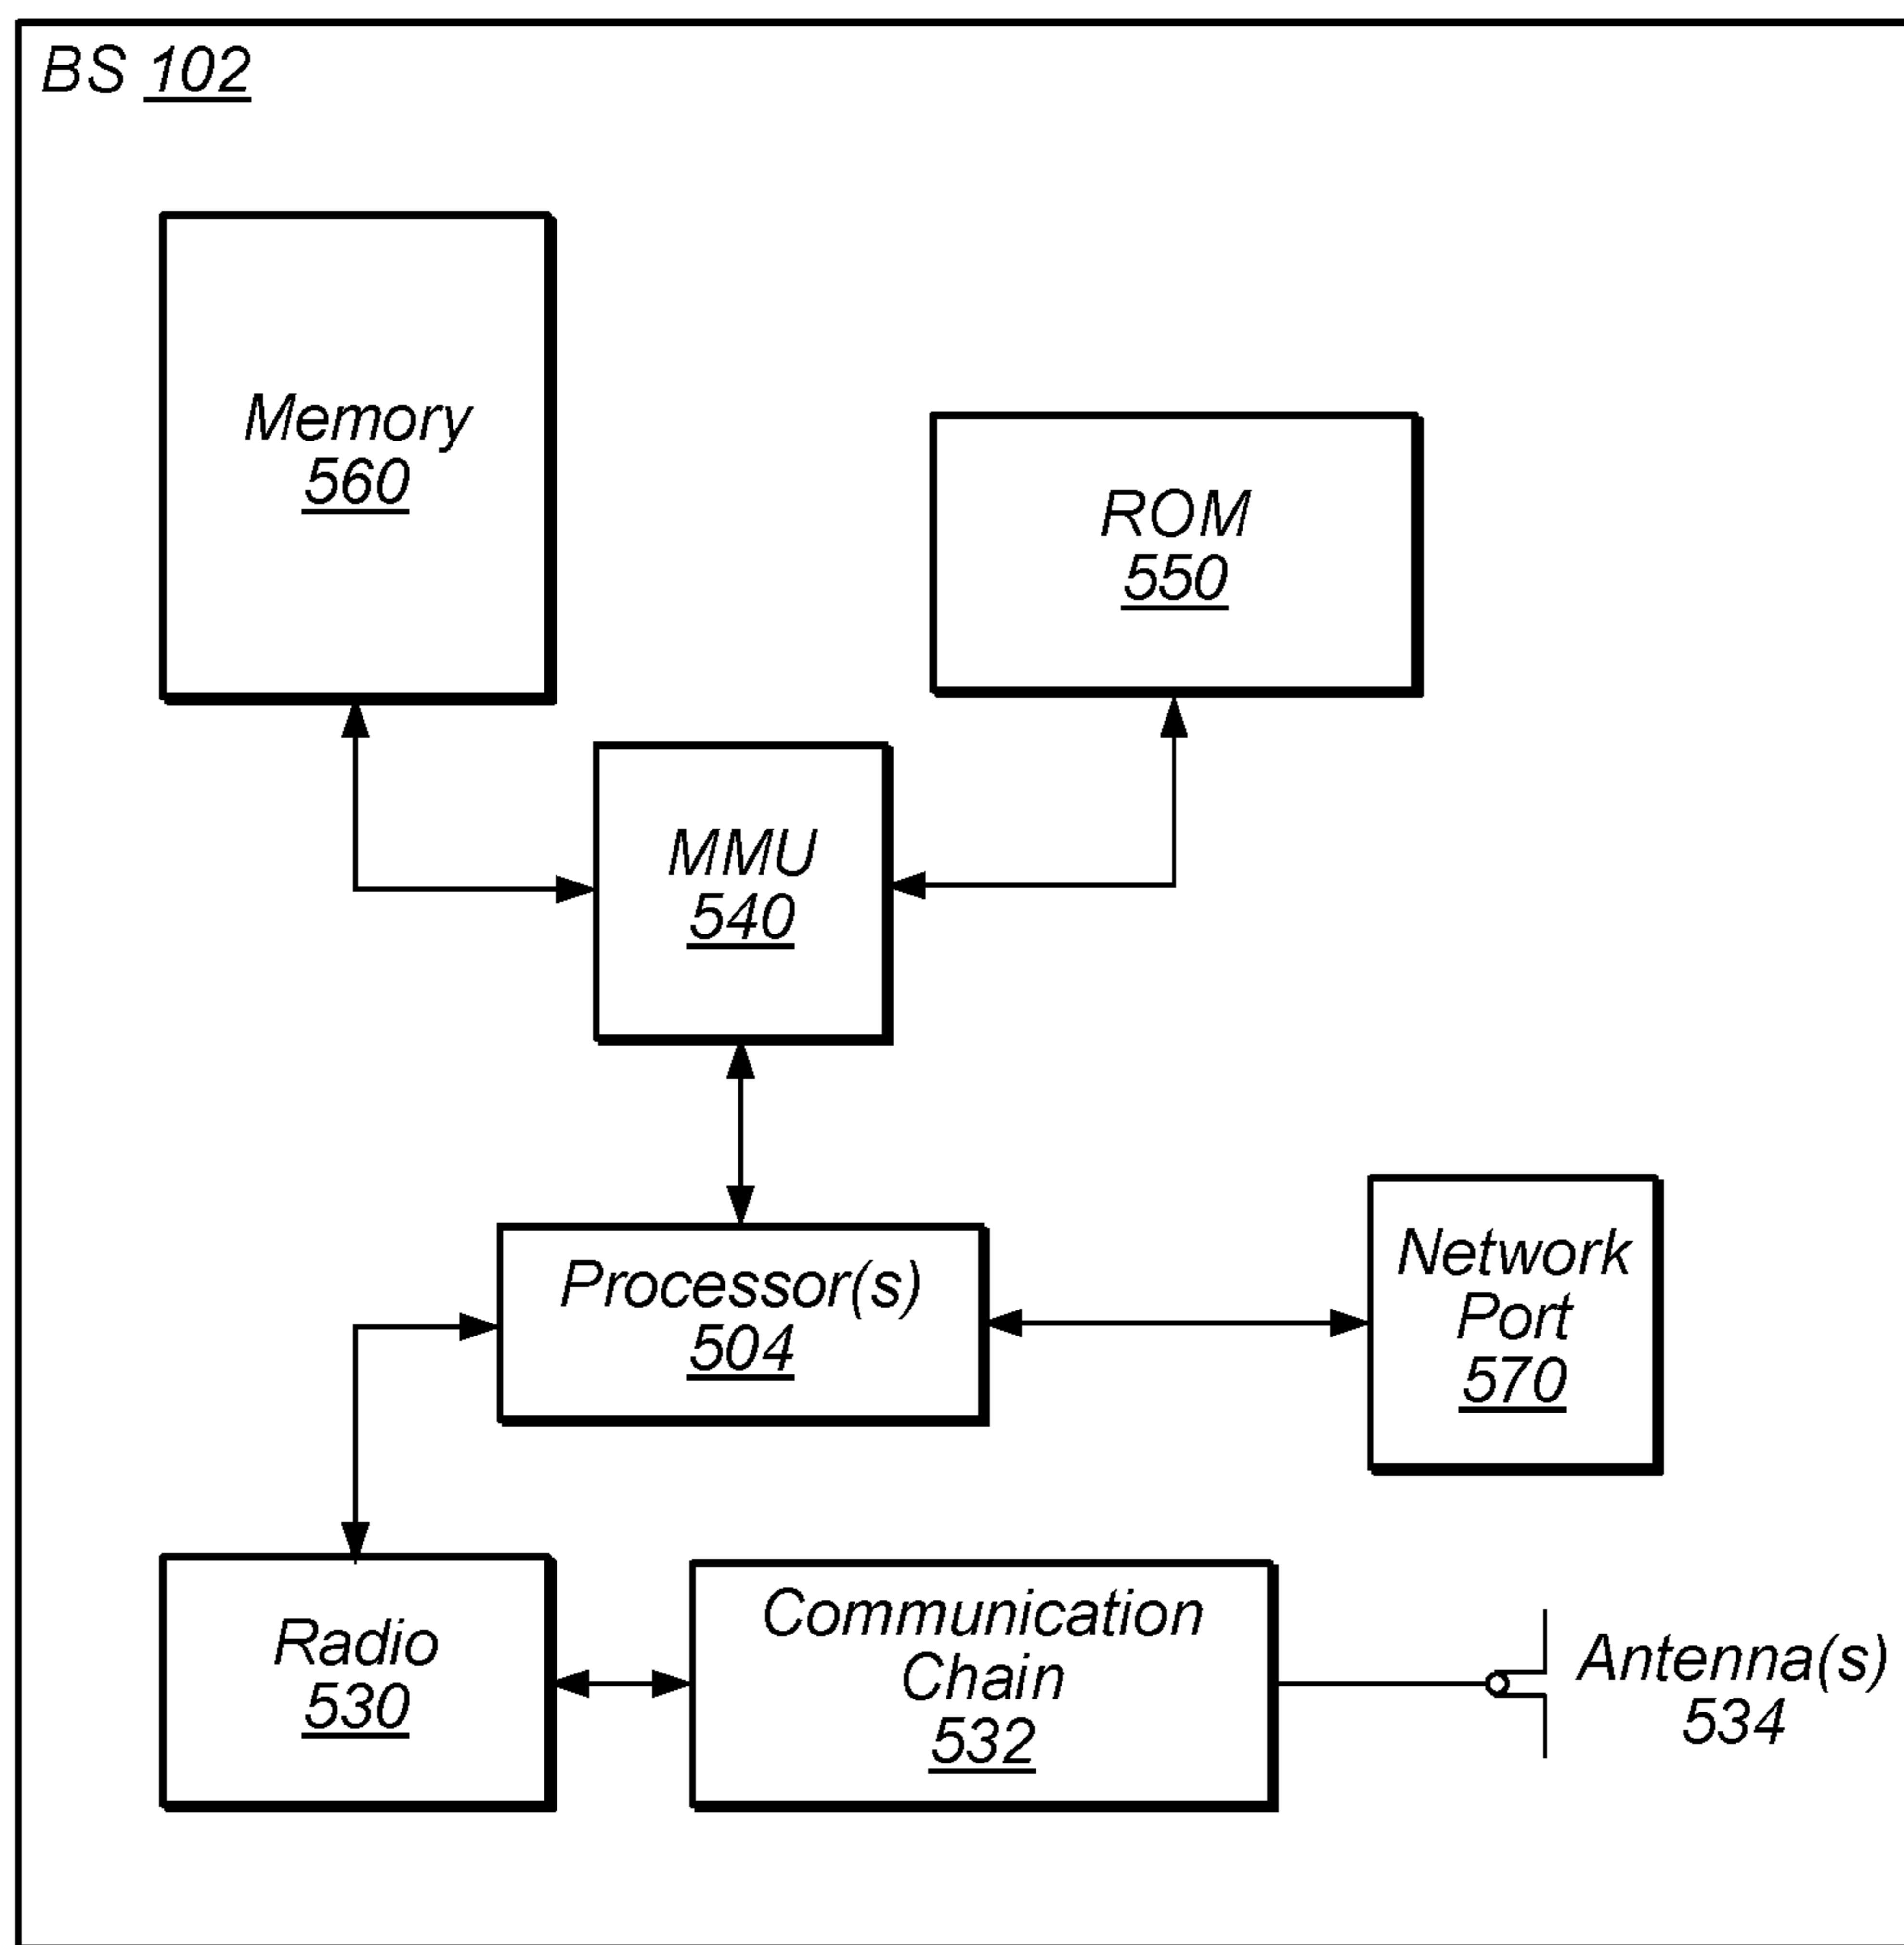 BS 102
Memory
560
ROM
550
MMU
540
Processor(s)
504
Network
Port
570
Radio
530
Communication
Chain
532
Antenna(s)
534